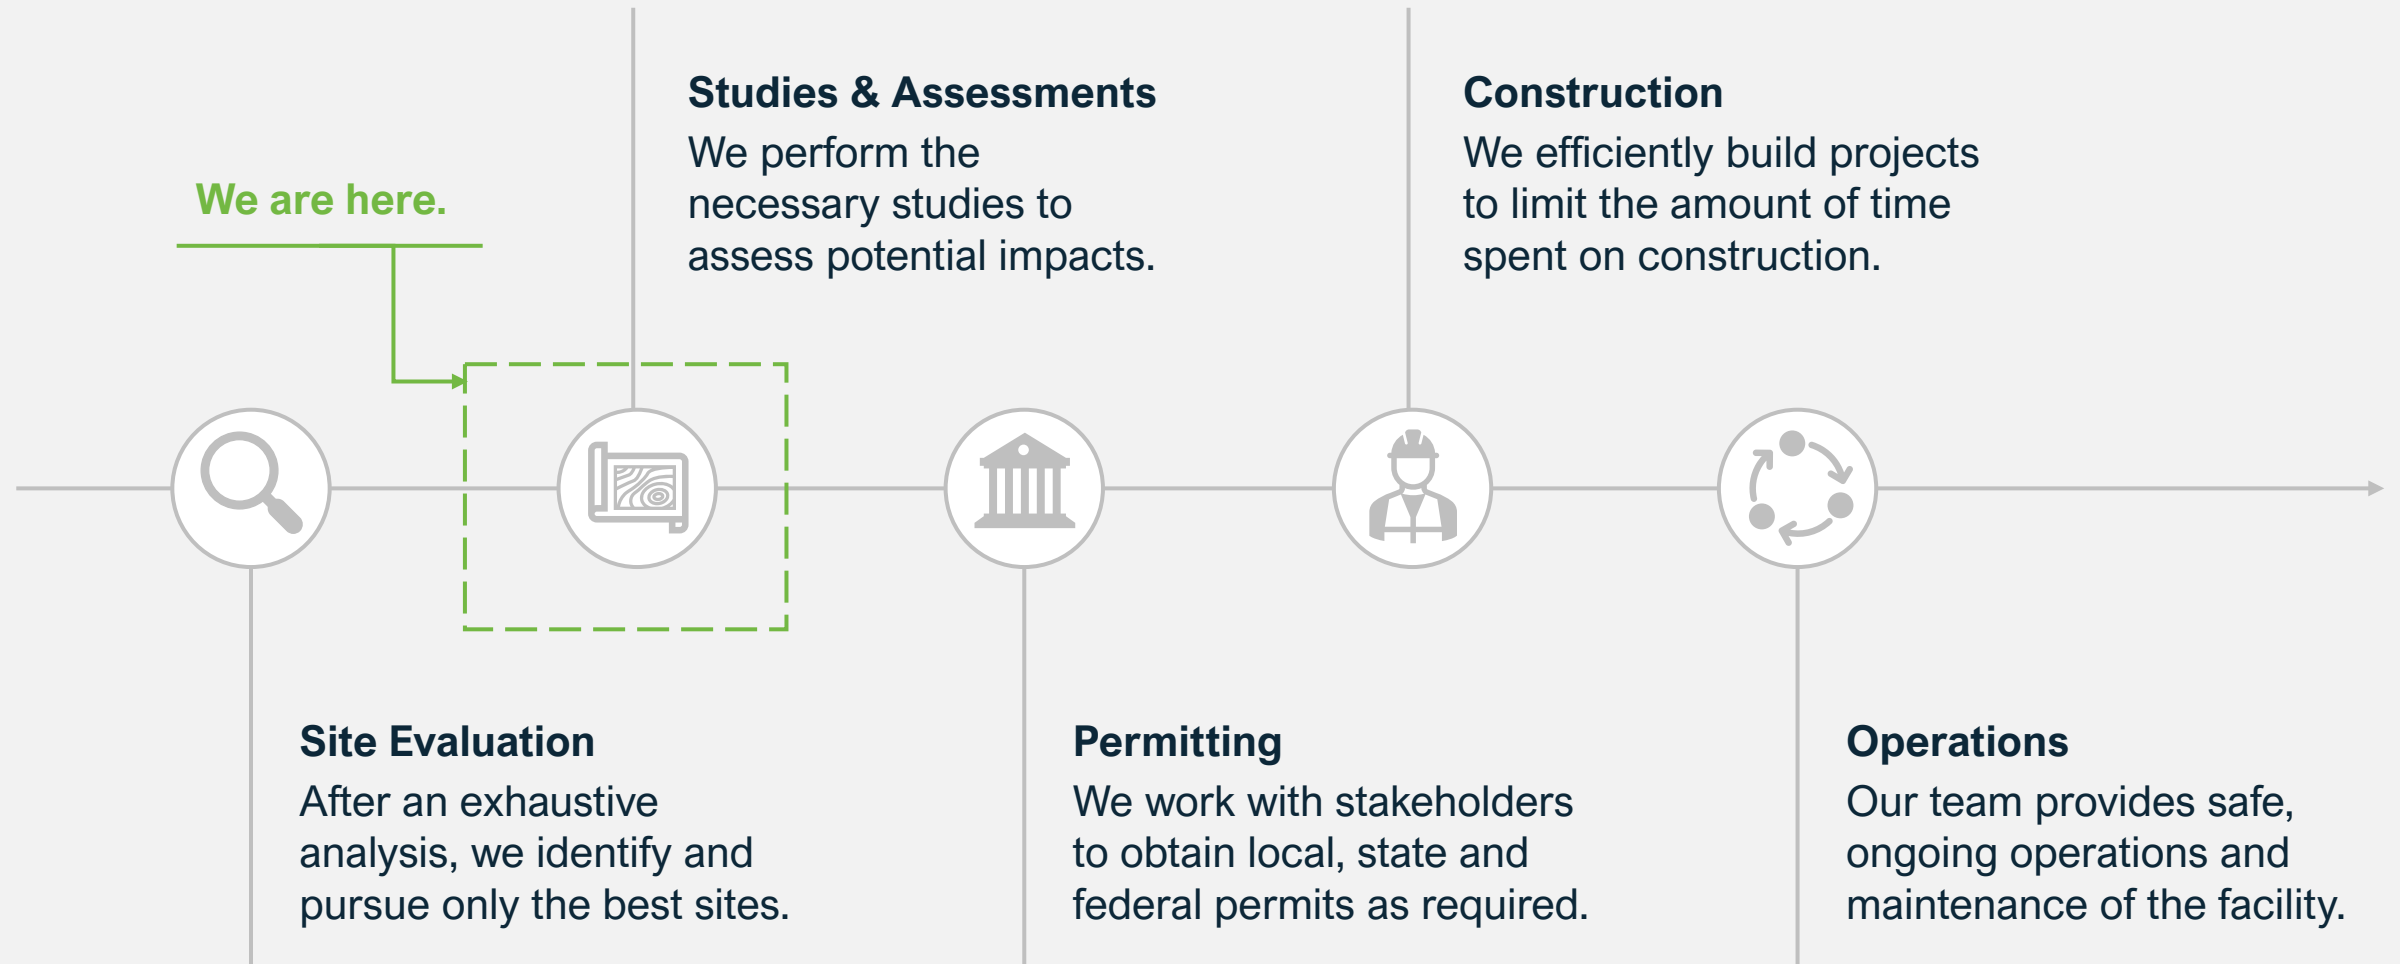 We are here.
Studies & Assessments
We perform the
necessary studies to
assess potential impacts.
Construction
We efficiently build projects
to limit the amount of time
spent on construction.
Site Evaluation
After an exhaustive
analysis, we identify and
pursue only the best sites.
Permitting
We work with stakeholders
to obtain local, state and
federal permits as required.
Operations
Our team provides safe,
ongoing operations and
maintenance of the facility.